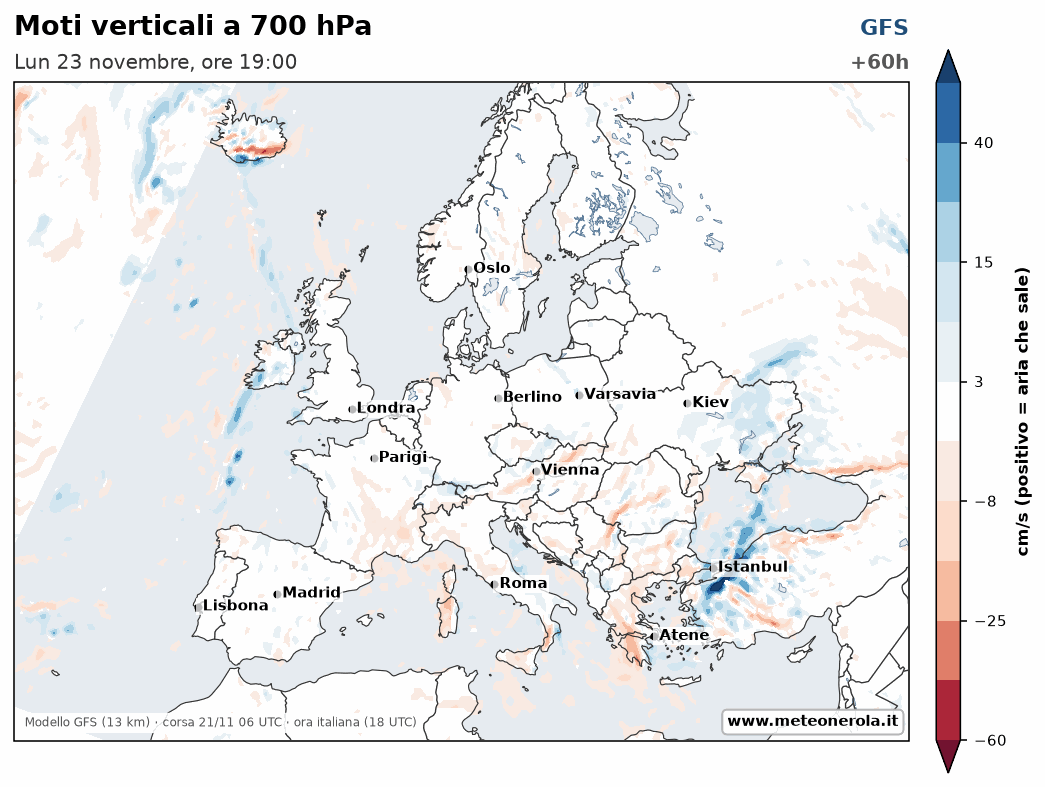 Moti verticali a 700 hPa
GFS
Lun 23 novembre, ore 19:00
+60h
40
15
3
−8
−25
−60
cm/s (positivo = aria che sale)
Oslo
Berlino
Varsavia
Kiev
Londra
Parigi
Vienna
Istanbul
Roma
Madrid
Lisbona
Atene
Modello GFS (13 km) · corsa 21/11 06 UTC · ora italiana (18 UTC)
www.meteonerola.it